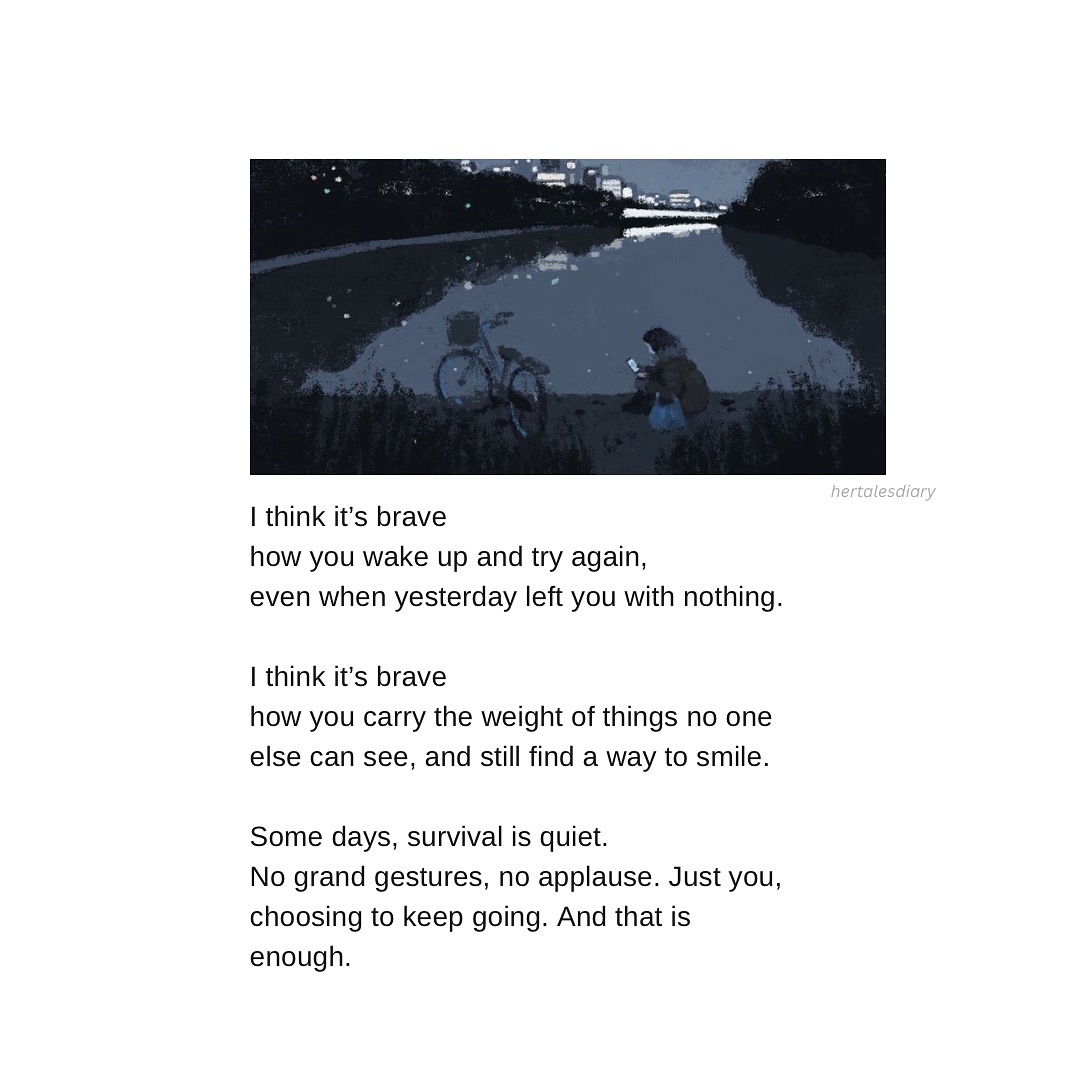 hertalesdiary
I think it’s brave
how you wake up and try again,
even when yesterday left you with nothing.
I think it’s brave
how you carry the weight of things no one
else can see, and still find a way to smile.
Some days, survival is quiet.
No grand gestures, no applause. Just you,
choosing to keep going. And that is
enough.